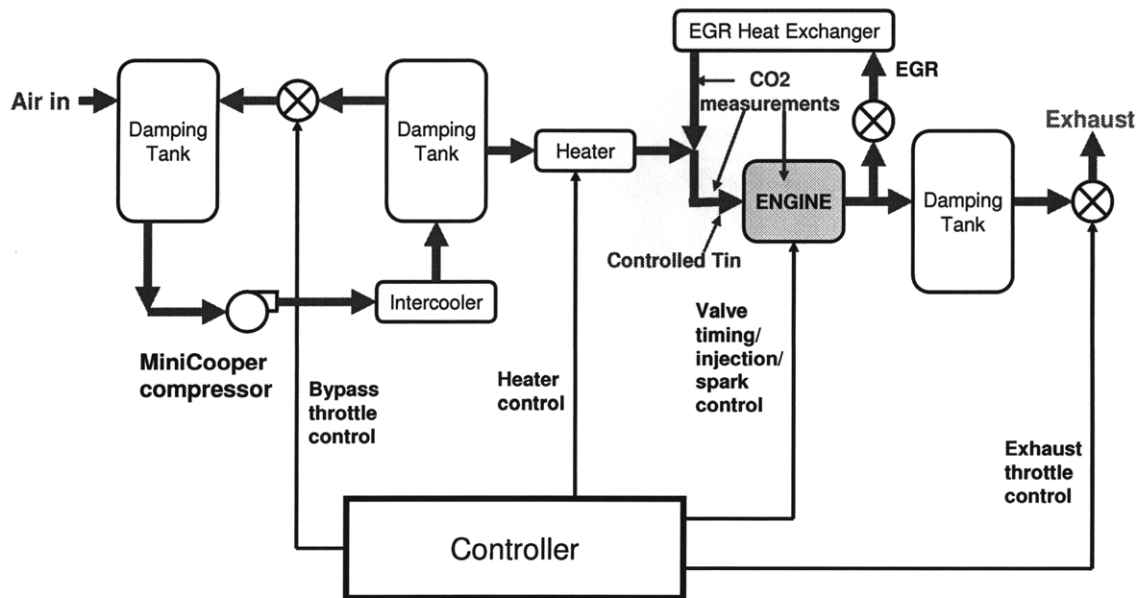 EGR Heat Exchanger
Air in
Damping
Tank
Damping
Tank
Heater
CO2
measurements
EGR
Exhaust
ENGINE
Damping
Tank
Controlled Tin
Intercooler
MiniCooper
compressor
Bypass
throttle
control
Heater
control
Valve
timing/
injection/
spark
control
Exhaust
throttle
control
Controller